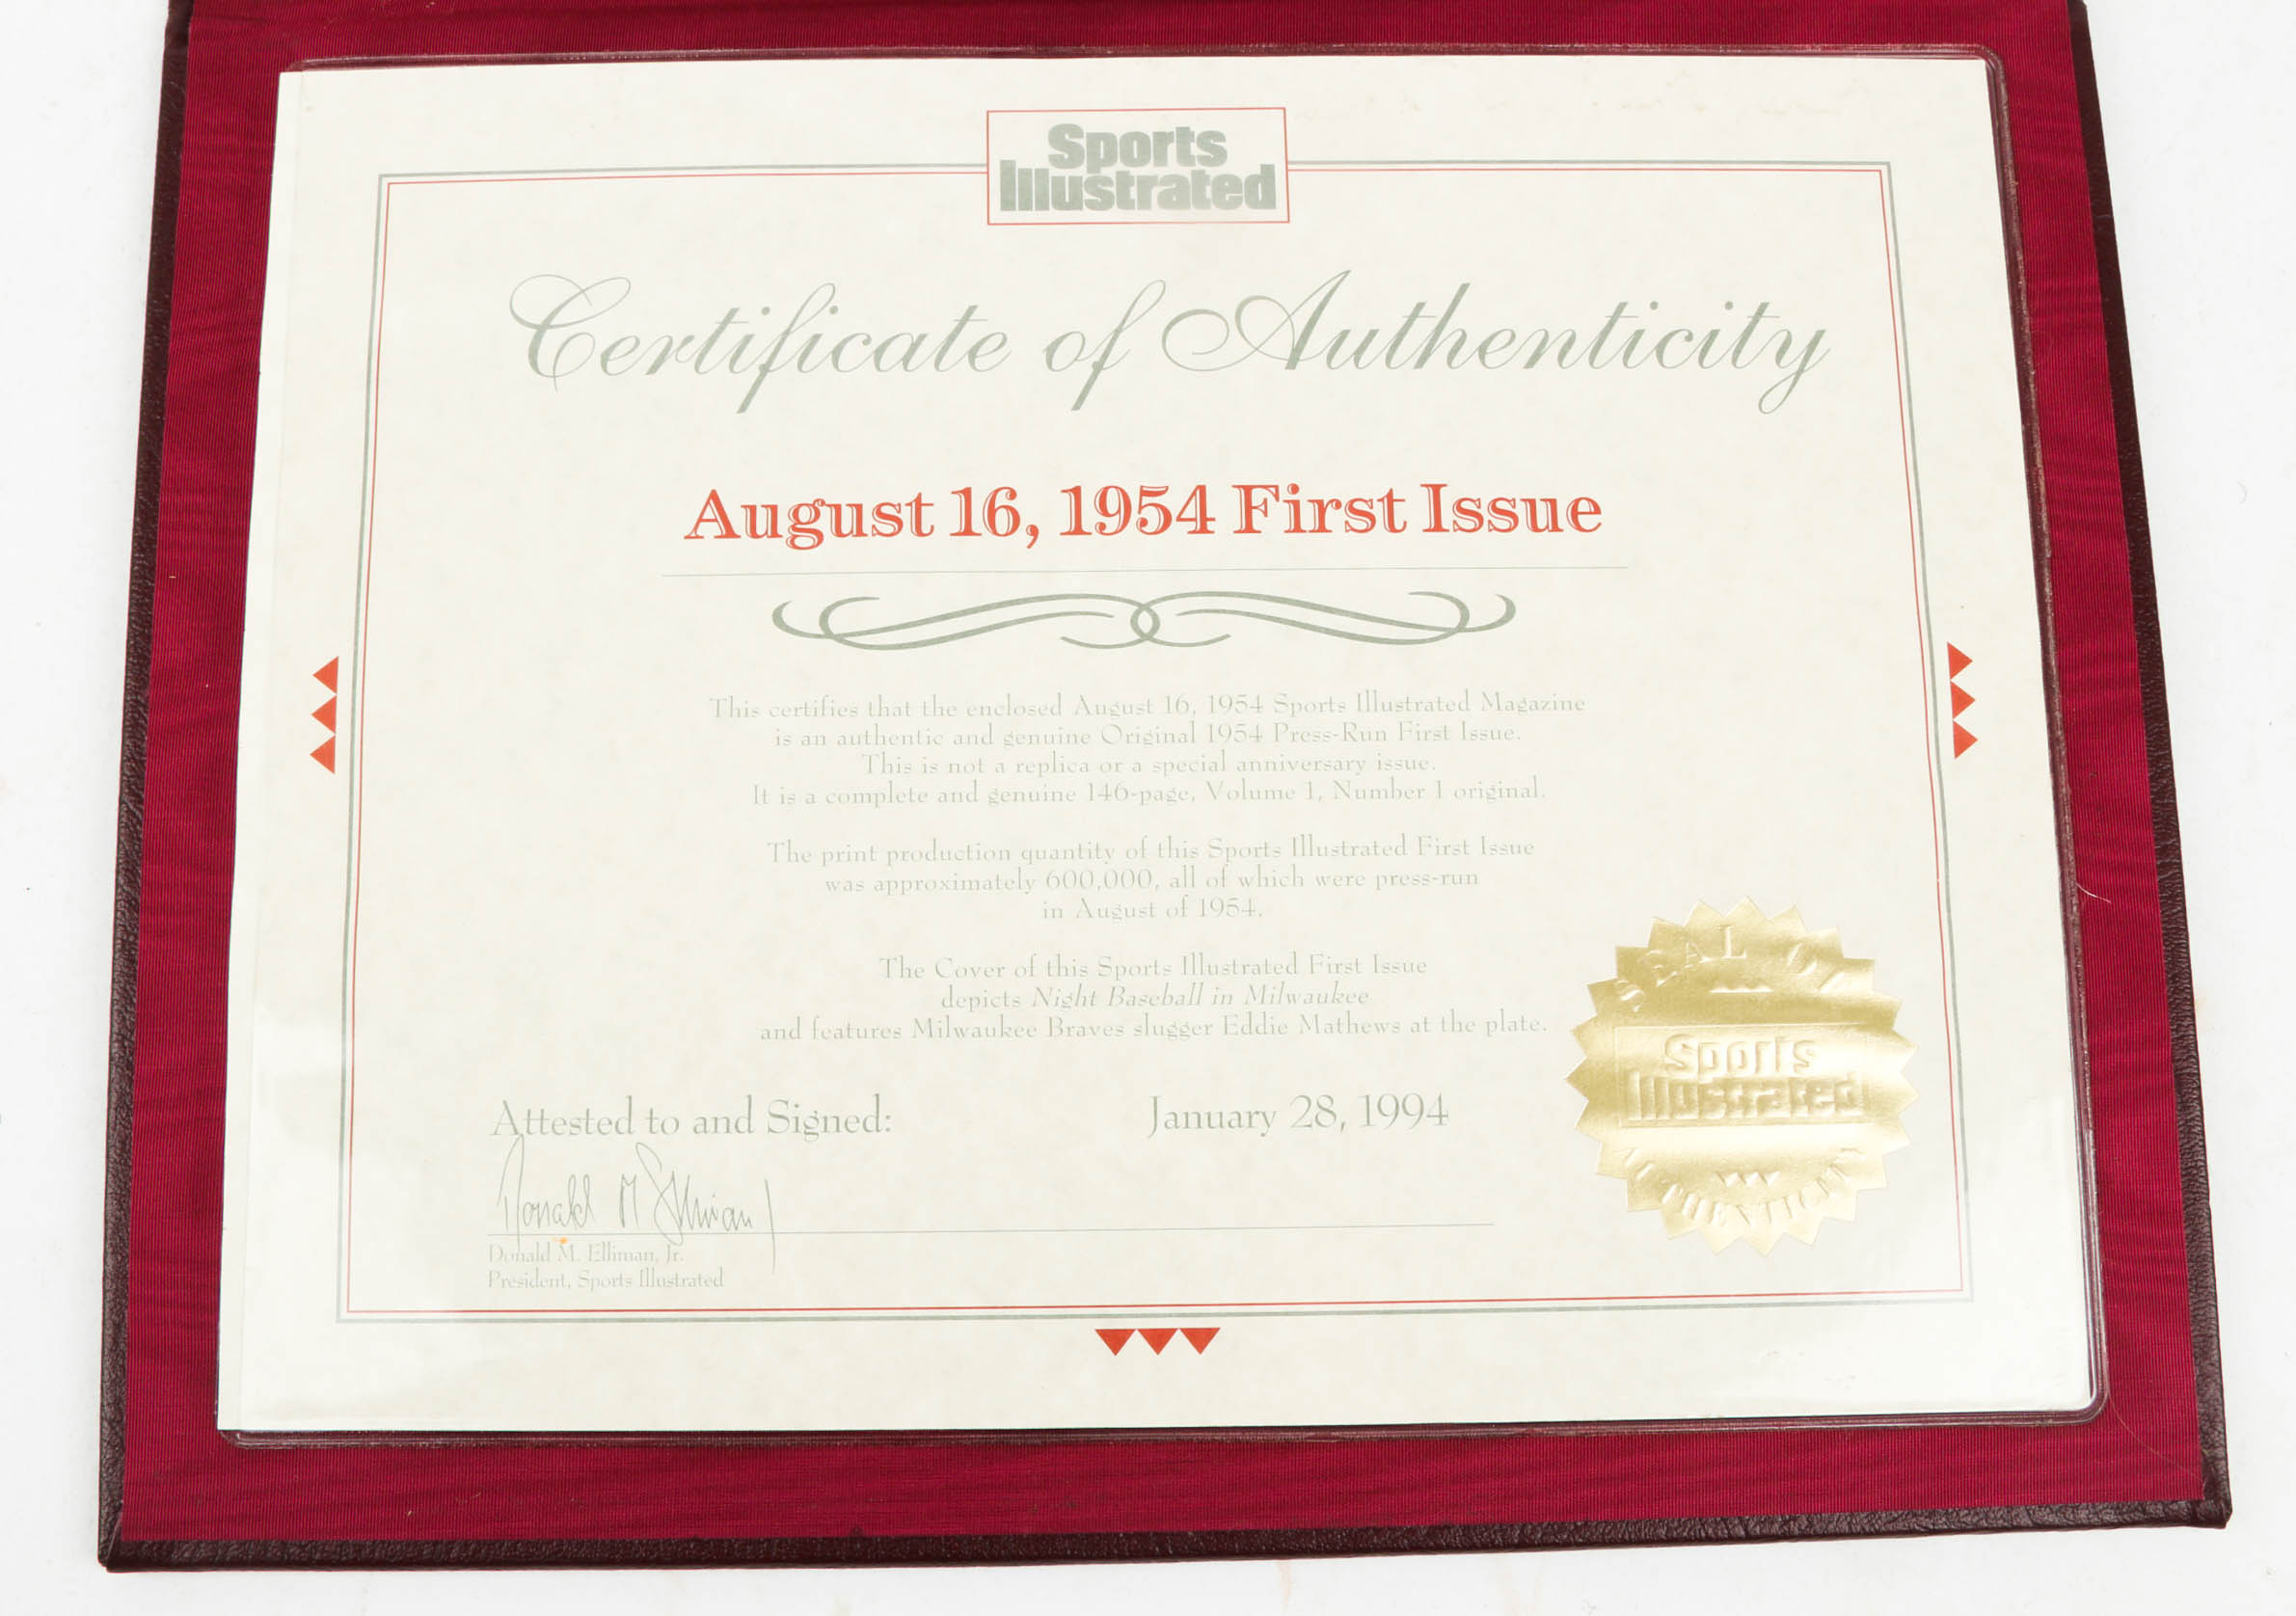 Sports
Illustrated
Certificate of Authenticity
August 16, 1954 First Issue
This certifies that the enclosed August 16, 1954 Sports Illustrated Magazine
is an authentic and genuine Original 1954 Press-Run First Issue.
This is not a replica or a special anniversary issue.
It is a complete and genuine 146-page, Volume 1, Number 1 original.
The print production quantity of this Sports Illustrated First Issue
was approximately 600,000, all of which were press-run
in August of 1954.
The Cover of this Sports Illustrated First Issue
depicts Night Baseball in Milwaukee
and features Milwaukee Braves slugger Eddie Mathews at the plate.
Attested to and Signed:
January 28, 1994
Donald M Elliman
Donald M. Elliman, Jr.
President, Sports Illustrated
SEAL OF
Sports
Illustrated
AUTHENTICITY